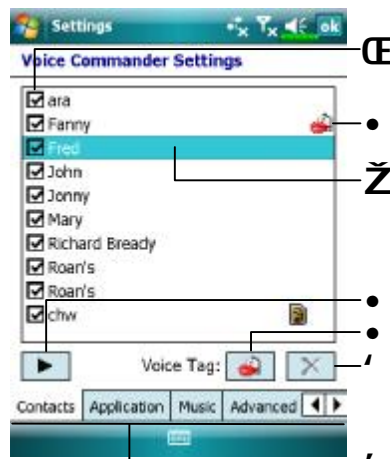 Settings ok
Voice Commander Settings
ara
Fanny
Fred
John
Jonny
Mary
Richard Bready
Roan's
Roan's
chw
Voice Tag:
Contacts Application Music Advanced
Œ
•
Ž
•
•
‘
’